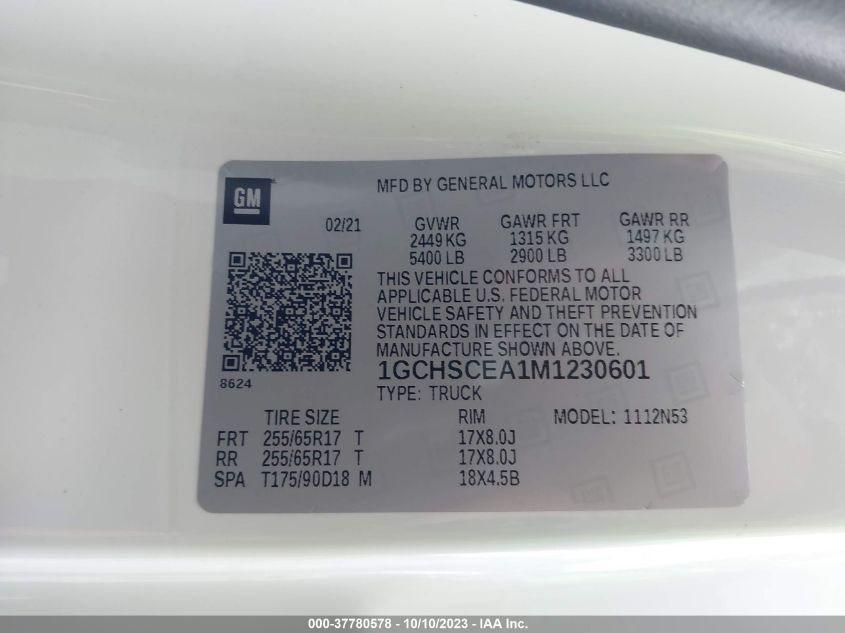 GM
MFD BY GENERAL MOTORS LLC
02/21
GVWR GAWR FRT GAWR RR
2449 KG 1315 KG 1497 KG
5400 LB 2900 LB 3300 LB
THIS VEHICLE CONFORMS TO ALL
APPLICABLE U.S. FEDERAL MOTOR
VEHICLE SAFETY AND THEFT PREVENTION
STANDARDS IN EFFECT ON THE DATE OF
MANUFACTURE SHOWN ABOVE.
8624
1GCHSCEA1M1230601
TYPE: TRUCK
TIRE SIZE RIM MODEL: 1112N53
FRT 255/65R17 T 17X8.0J
RR 255/65R17 T 17X8.0J
SPA T175/90D18 M 18X4.5B
000-37780578 - 10/10/2023 - IAA Inc.